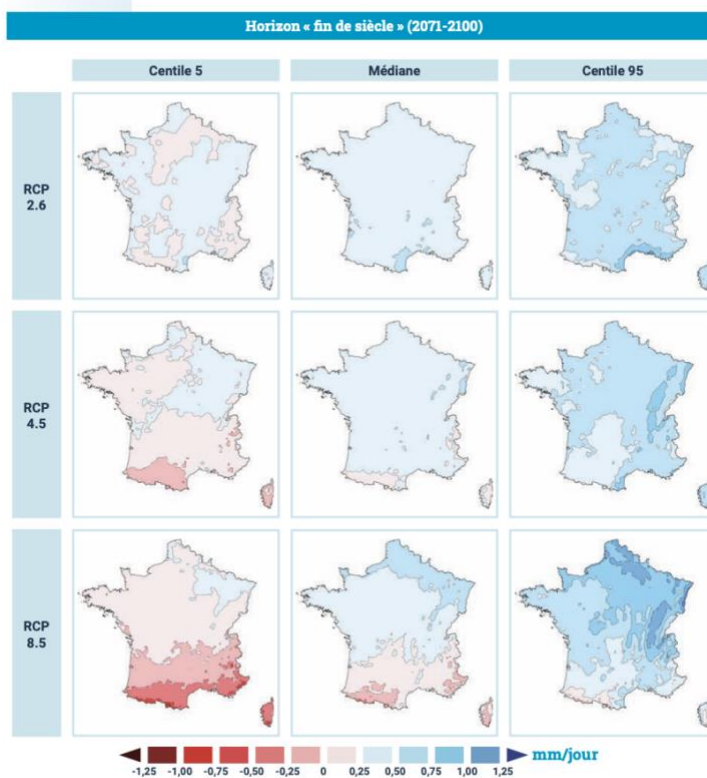 Horizon « fin de siècle » (2071-2100)
Centile 5 Médiane Centile 95
RCP
2.6
RCP
4.5
RCP
8.5
-1,25 -1,00 -0,75 -0,50 -0,25 0 0,25 0,50 0,75 1,00 1,25 mm/jour